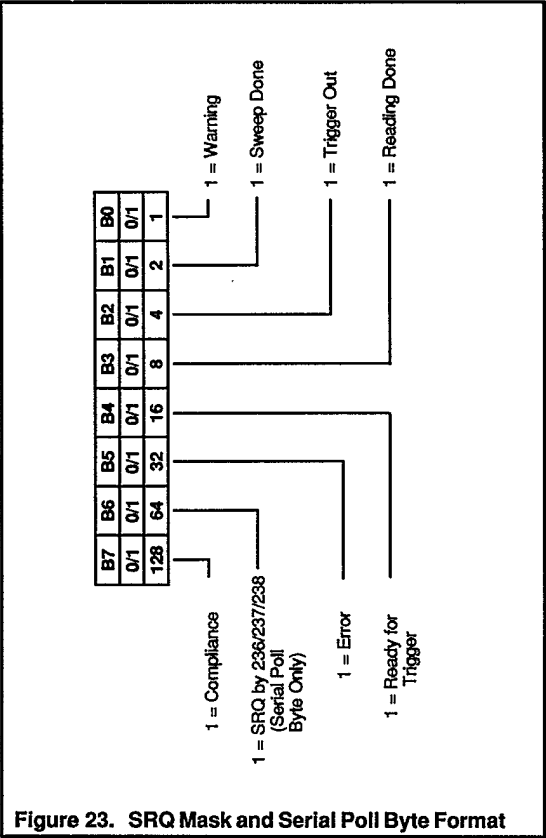 B7 B6 B5 B4 B3 B2 B1 B0
0/1 0/1 0/1 0/1 0/1 0/1 0/1 0/1
128 64 32 16 8 4 2 1
1 = Compliance
1 = SRQ by 236/237/238
(Serial Poll
Byte Only)
1 = Error
1 = Ready for
Trigger
1 = Warning
1 = Sweep Done
1 = Trigger Out
1 = Reading Done
Figure 23. SRQ Mask and Serial Poll Byte Format